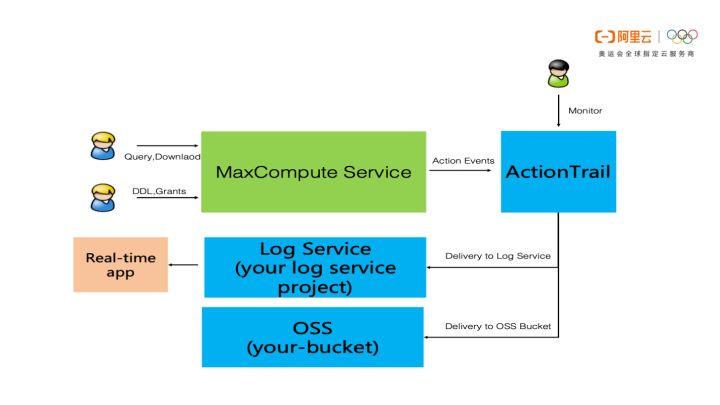 阿里云
奥运会全球指定云服务商
Monitor
Query,Downlaod
MaxCompute Service
Action Events
ActionTrail
DDL,Grants
Real-time
app
Log Service
(your log service
project)
Delivery to Log Service
OSS
(your-bucket)
Delivery to OSS Bucket